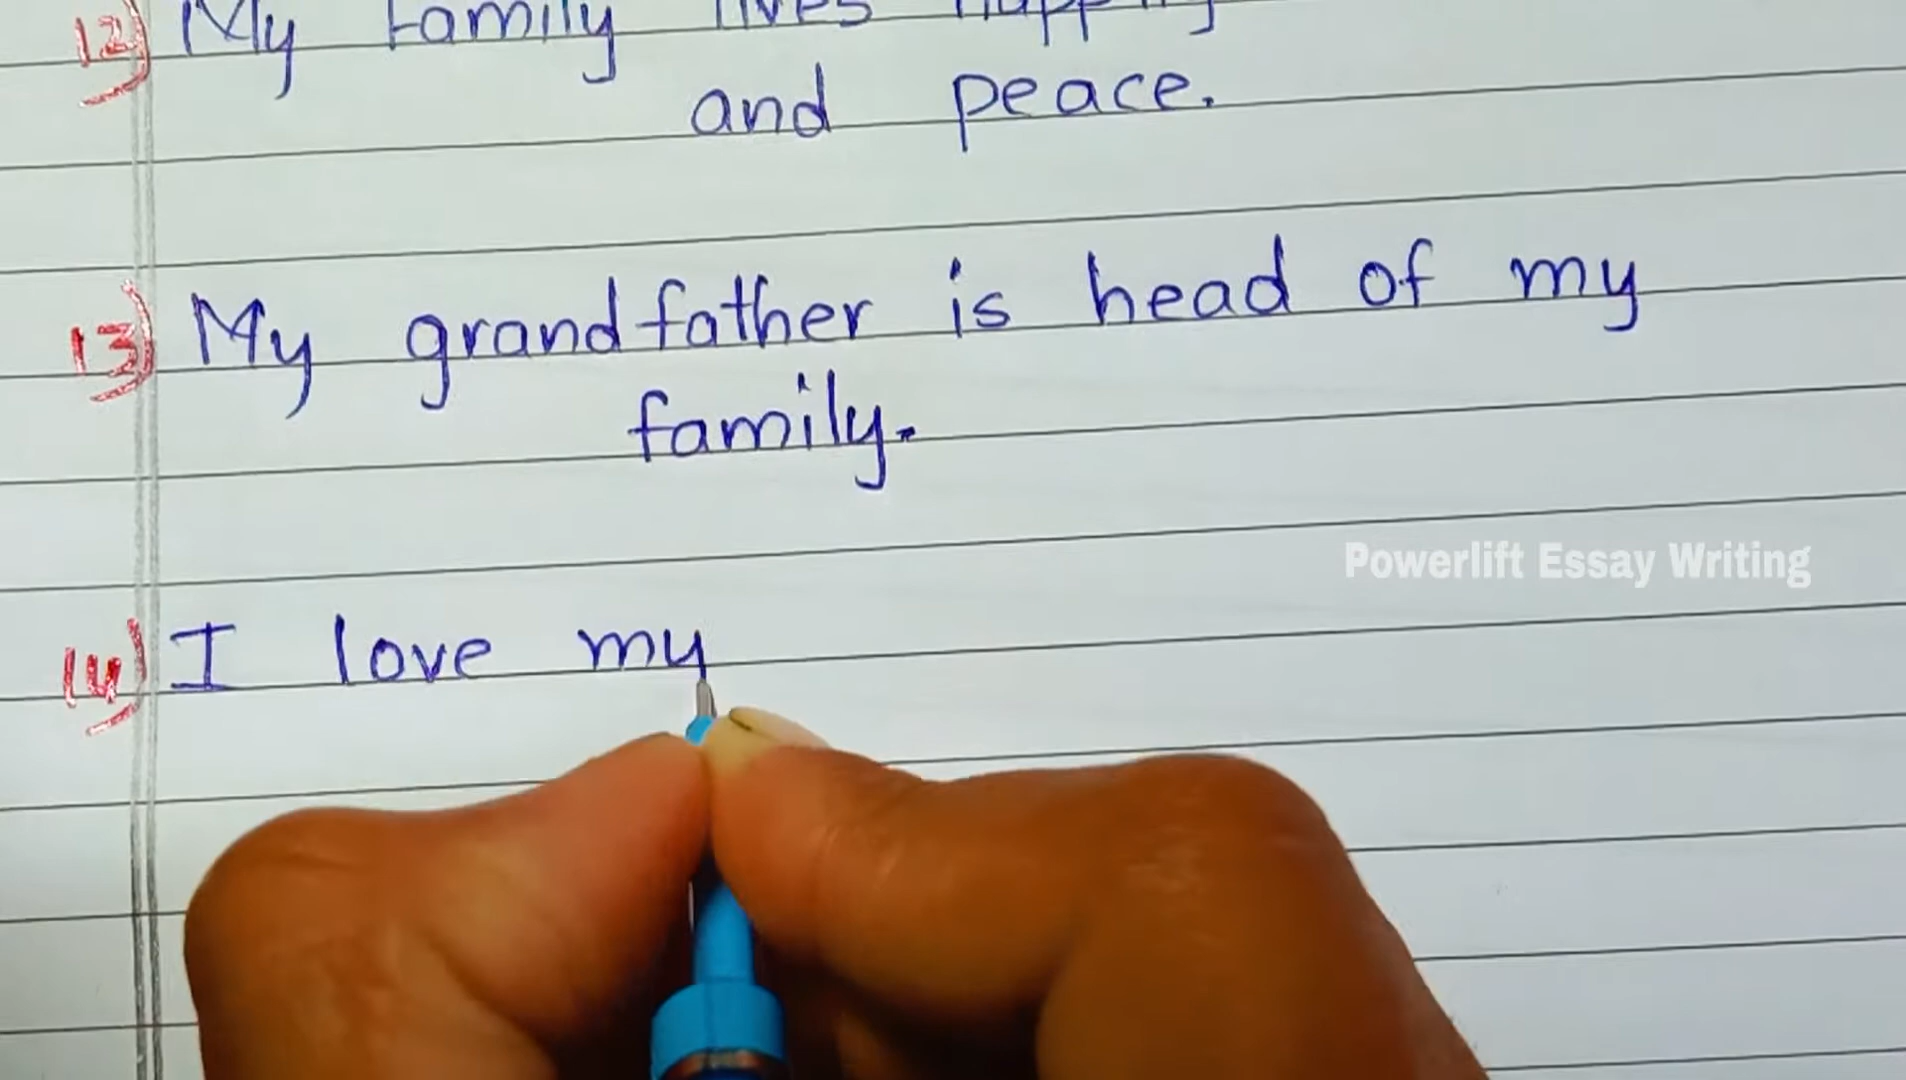 12) My family lives happily
and peace.
13) My grandfather is head of my
family.
Powerlift Essay Writing
14) I love my